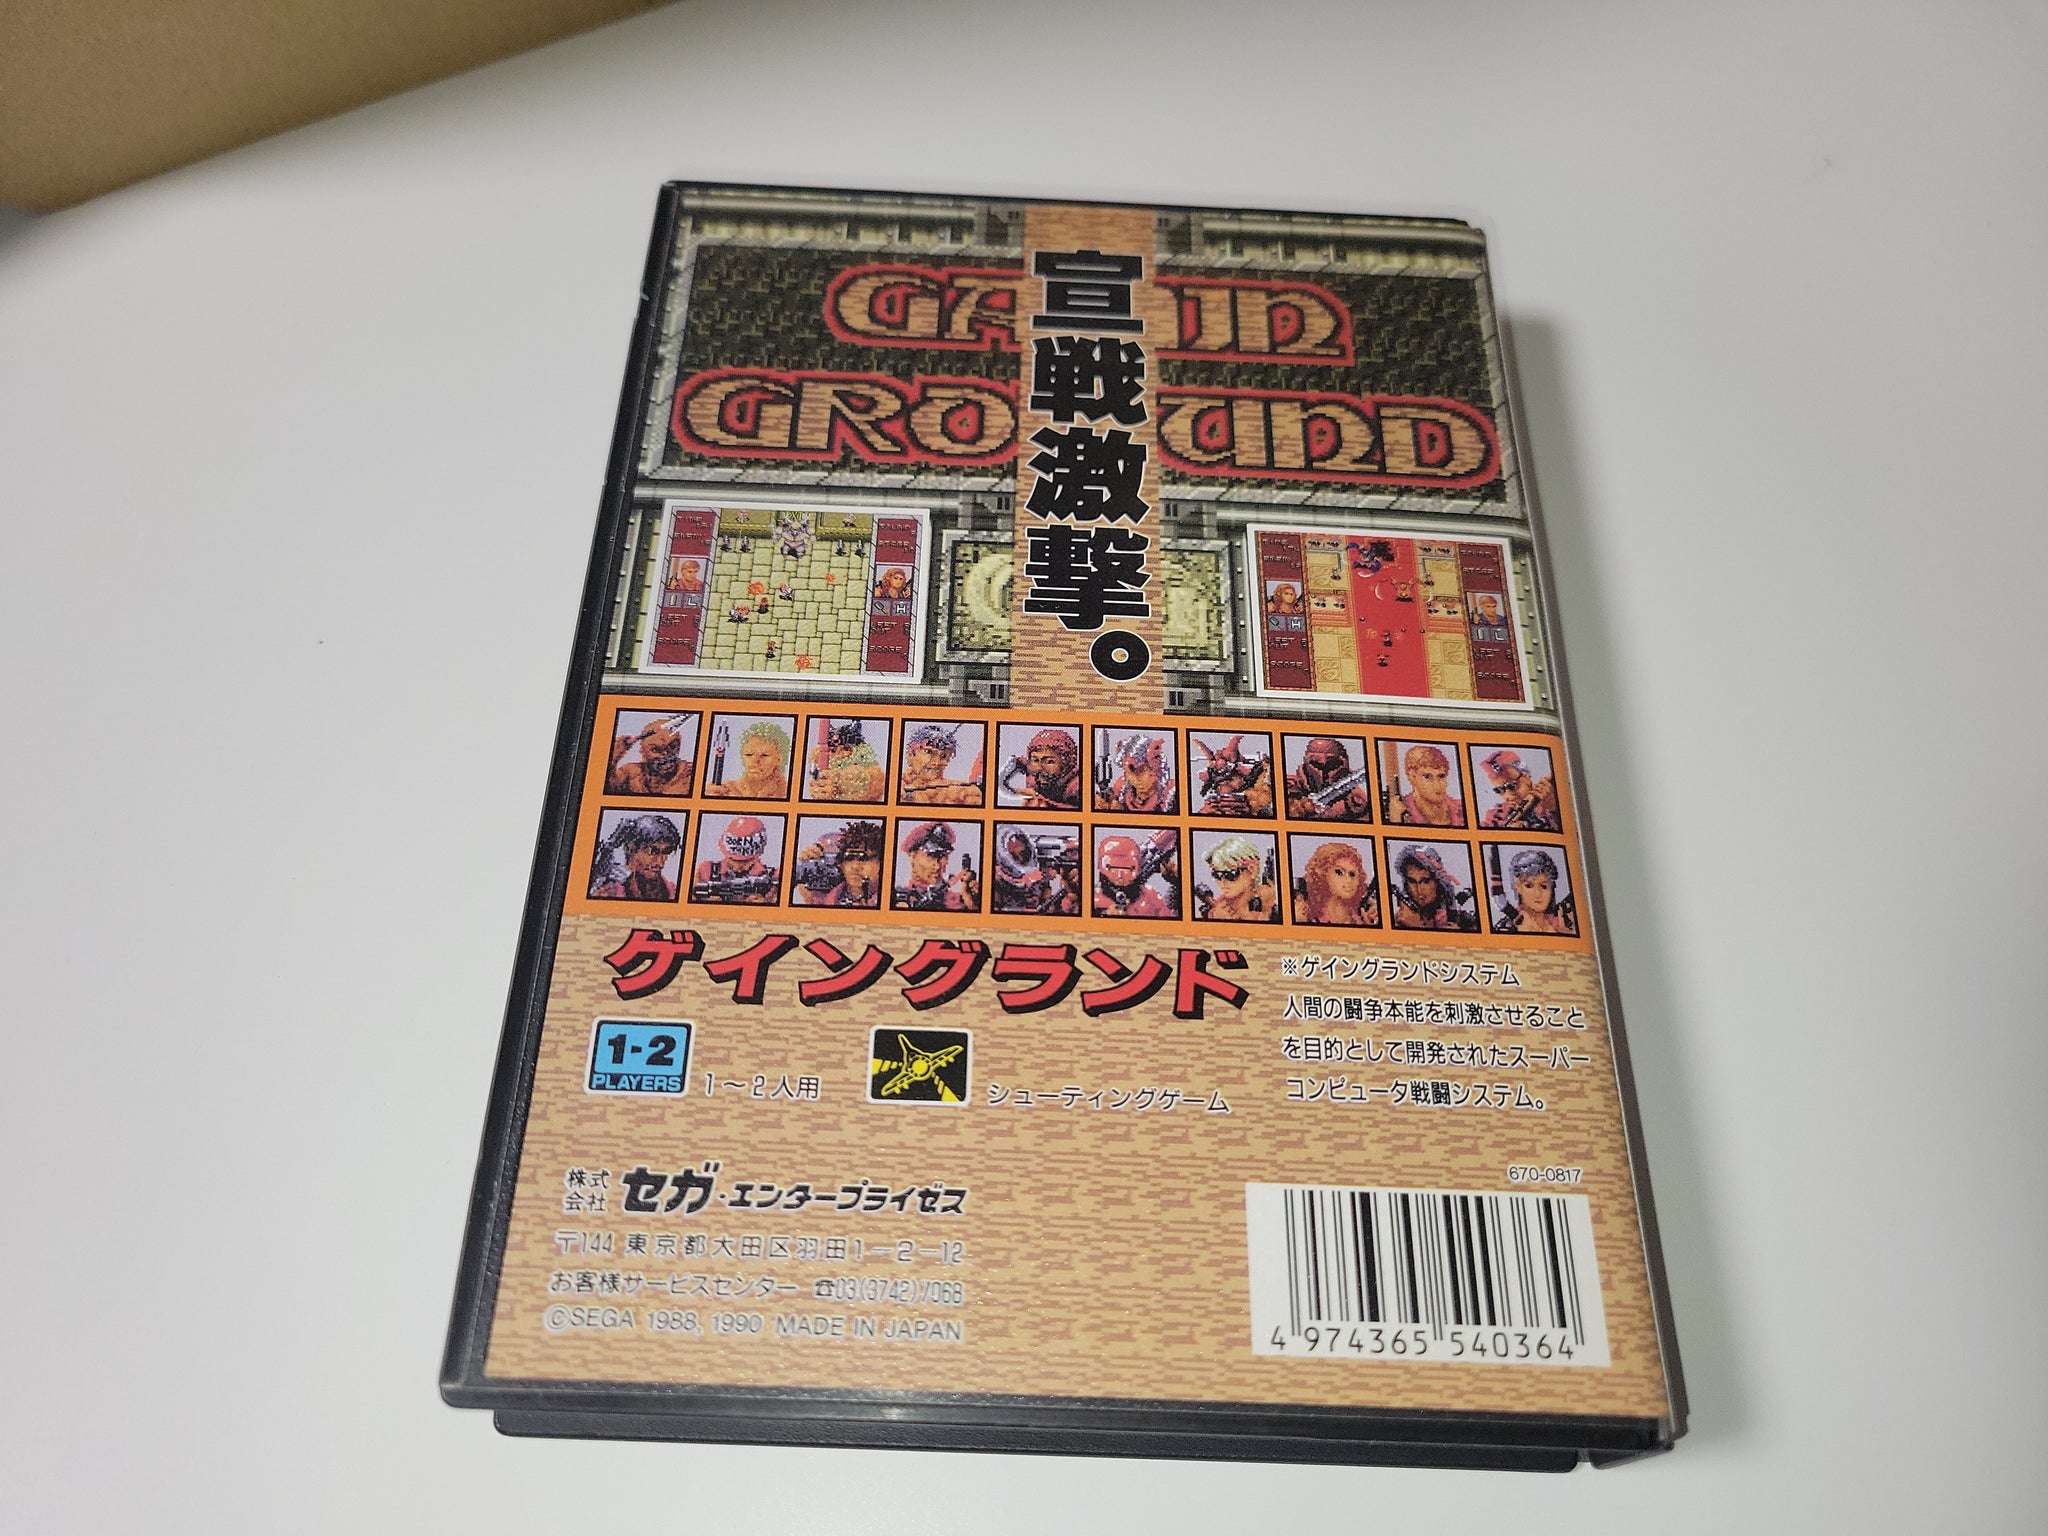 GAIN
GROUND
宣戦激撃。
ゲイングランド
1-2
PLAYERS
1～2人用
シューティングゲーム
※ゲイングランドシステム
人間の闘争本能を刺激させること
を目的として開発されたスーパー
コンピュータ戦闘システム。
670-0817
株式会社 セガ・エンタープライゼス
〒144 東京都大田区羽田1-2-12
お客様サービスセンター ☎03(3742)7068
©SEGA 1988, 1990 MADE IN JAPAN
4 974365 540364